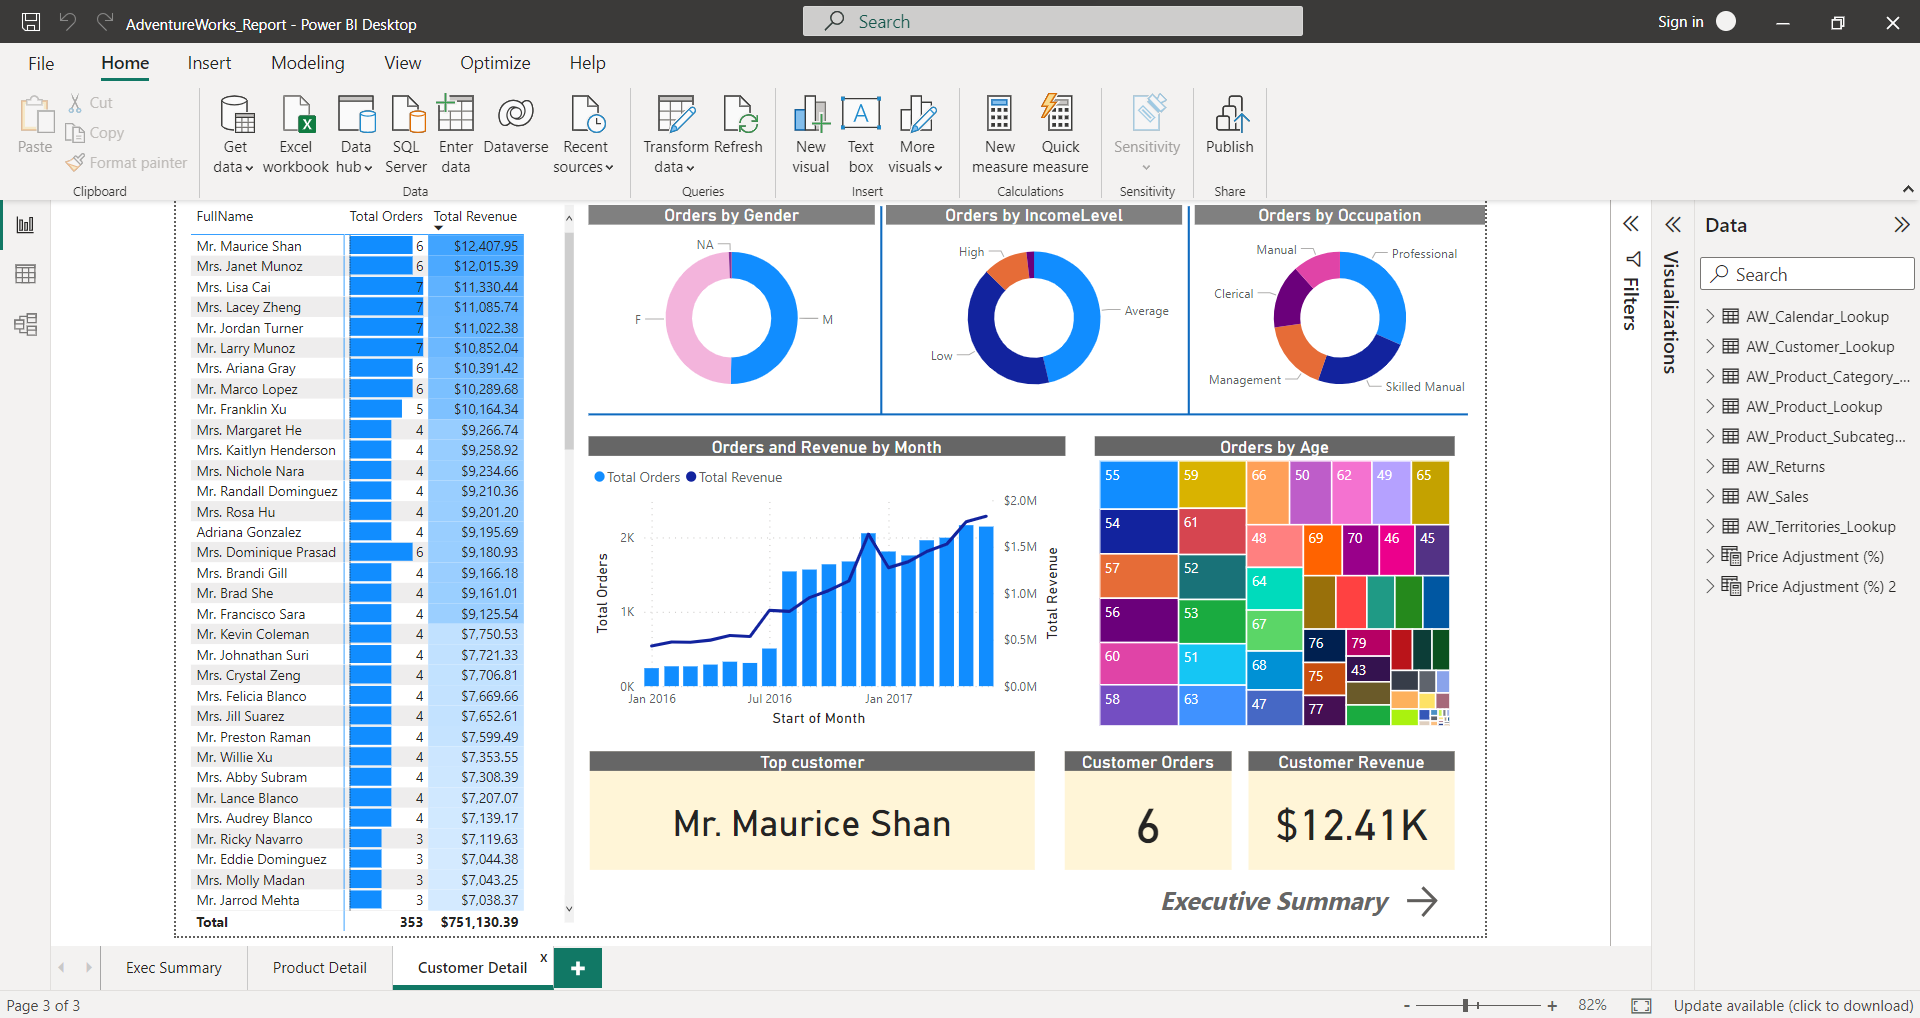 AdventureWorks_Report - Power BI Desktop
Search
Sign in
File Home Insert Modeling View Optimize Help
Paste
Cut
Copy
Format painter
Clipboard
Get data
Excel workbook
Data hub
SQL Server
Enter data
Dataverse
Recent sources
Data
Transform data
Refresh
Queries
New visual
Text box
More visuals
Insert
New measure
Quick measure
Calculations
Sensitivity
Sensitivity
Publish
Share
FullName Total Orders Total Revenue
Mr. Maurice Shan 6 $12,407.95
Mrs. Janet Munoz 6 $12,015.39
Mrs. Lisa Cai 7 $11,330.44
Mrs. Lacey Zheng 7 $11,085.74
Mr. Jordan Turner 7 $11,022.38
Mr. Larry Munoz 7 $10,852.04
Mrs. Ariana Gray 6 $10,391.42
Mr. Marco Lopez 6 $10,289.68
Mr. Franklin Xu 5 $10,164.34
Mrs. Margaret He 4 $9,266.74
Mrs. Kaitlyn Henderson 4 $9,258.92
Mrs. Nichole Nara 4 $9,234.66
Mr. Randall Dominguez 4 $9,210.36
Mrs. Rosa Hu 4 $9,201.20
Adriana Gonzalez 4 $9,195.69
Mrs. Dominique Prasad 6 $9,180.93
Mrs. Brandi Gill 4 $9,166.18
Mr. Brad She 4 $9,161.01
Mr. Francisco Sara 4 $9,125.54
Mr. Kevin Coleman 4 $7,750.53
Mr. Johnathan Suri 4 $7,721.33
Mrs. Crystal Zeng 4 $7,706.81
Mrs. Felicia Blanco 4 $7,669.66
Mrs. Jill Suarez 4 $7,652.61
Mr. Preston Raman 4 $7,599.49
Mr. Willie Xu 4 $7,353.55
Mrs. Abby Subram 4 $7,308.39
Mr. Lance Blanco 4 $7,207.07
Mrs. Audrey Blanco 4 $7,139.17
Mr. Ricky Navarro 3 $7,119.63
Mr. Eddie Dominguez 3 $7,044.38
Mrs. Molly Madan 3 $7,043.25
Mr. Jarrod Mehta 3 $7,038.37
Total 353 $751,130.39
Orders by Gender
NA
F
M
Orders by IncomeLevel
High
Average
Low
Orders by Occupation
Manual
Professional
Clerical
Management
Skilled Manual
Orders and Revenue by Month
Total Orders Total Revenue
Total Orders
2K
1K
0K
$2.0M
$1.5M
$1.0M
$0.5M
$0.0M
Total Revenue
Jan 2016 Jul 2016 Jan 2017
Start of Month
Orders by Age
55 59 66 50 62 49 65
54 61 48 69 70 46 45
57 52 64
56 53 67 76 79
60 51 68 75 43
58 63 47 77
Top customer
Mr. Maurice Shan
Customer Orders
6
Customer Revenue
$12.41K
Executive Summary
Filters
Visualizations
Data
Search
AW_Calendar_Lookup
AW_Customer_Lookup
AW_Product_Category_...
AW_Product_Lookup
AW_Product_Subcateg...
AW_Returns
AW_Sales
AW_Territories_Lookup
Price Adjustment (%)
Price Adjustment (%) 2
Exec Summary Product Detail Customer Detail x +
Page 3 of 3
- + 82%
Update available (click to download)